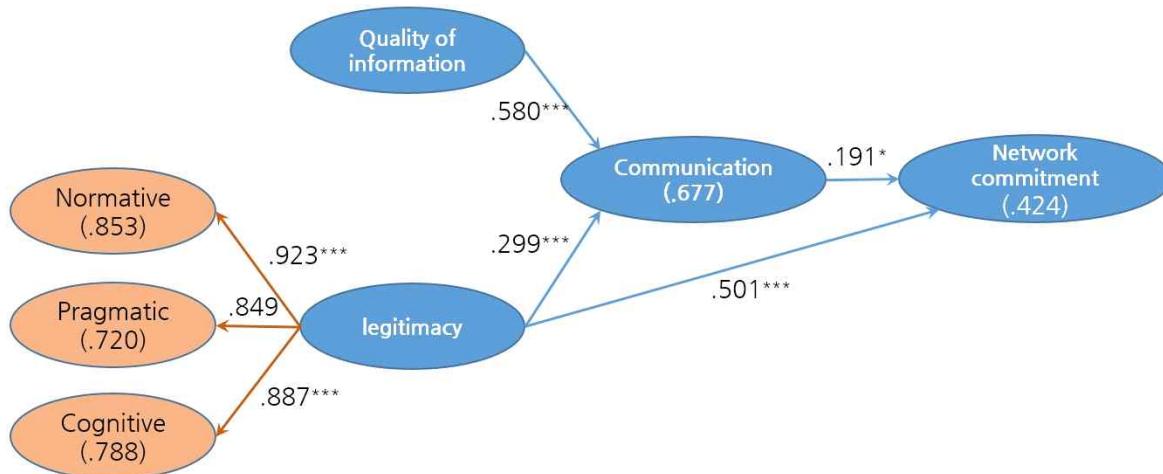 Quality of
information
.580***
Communication
(.677)
.191*
Network
commitment
(.424)
Normative
(.853)
.923***
.299***
.501***
Pragmatic
(.720)
.849
legitimacy
.887***
Cognitive
(.788)